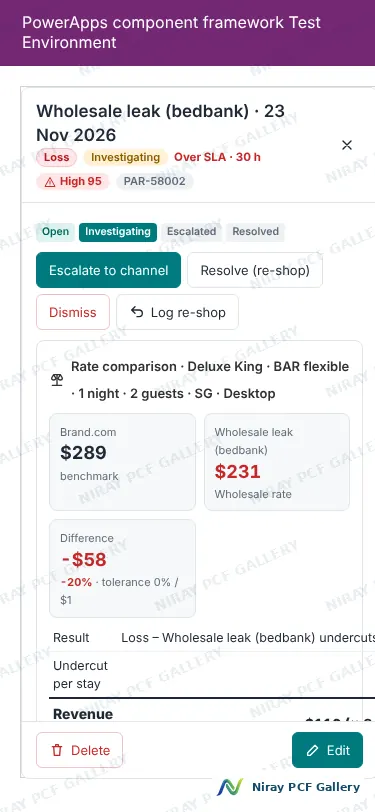 PowerApps component framework Test
Environment
Wholesale leak (bedbank) · 23
Nov 2026
Loss Investigating Over SLA · 30 h
High 95 PAR-58002
Open Investigating Escalated Resolved
Escalate to channel Resolve (re-shop)
Dismiss Log re-shop
Rate comparison · Deluxe King · BAR flexible
· 1 night · 2 guests · SG · Desktop
Brand.com
$289
benchmark
Wholesale leak
(bedbank)
$231
Wholesale rate
Difference
-$58
-20% · tolerance 0% /
$1
Result Loss – Wholesale leak (bedbank) undercuts
Undercut
per stay
Revenue
Delete Edit
Niray PCF Gallery
NIRAY PCF GALLERY